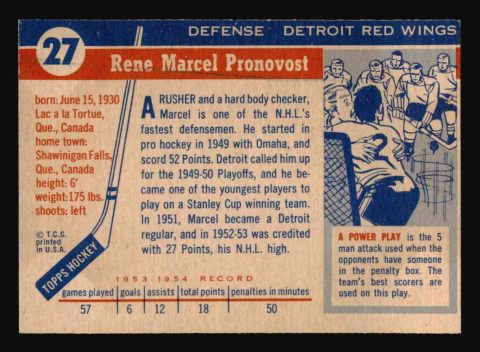 27
DEFENSE - DETROIT RED WINGS
Rene Marcel Pronovost
born: June 15, 1930
Lac a la Tortue,
Que., Canada
home town:
Shawinigan Falls,
Que., Canada
height: 6'
weight: 175 lbs.
shoots: left
© T.C.G.
printed
in U.S.A.
TOPPS HOCKEY
A RUSHER and a hard body checker,
Marcel is one of the N.H.L.'s
fastest defensemen. He started in
pro hockey in 1949 with Omaha, and
scord 52 Points. Detroit called him up
for the 1949-50 Playoffs, and he be
came one of the youngest players to
play on a Stanley Cup winning team.
In 1951, Marcel became a Detroit
regular, and in 1952-53 was credited
with 27 Points, his N.H.L. high.
1953-1954 RECORD
games played goals assists total points penalties in minutes
57 6 12 18 50
2
A POWER PLAY is the 5
man attack used when the
opponents have someone
in the penalty box. The
team's best scorers are
used on this play.